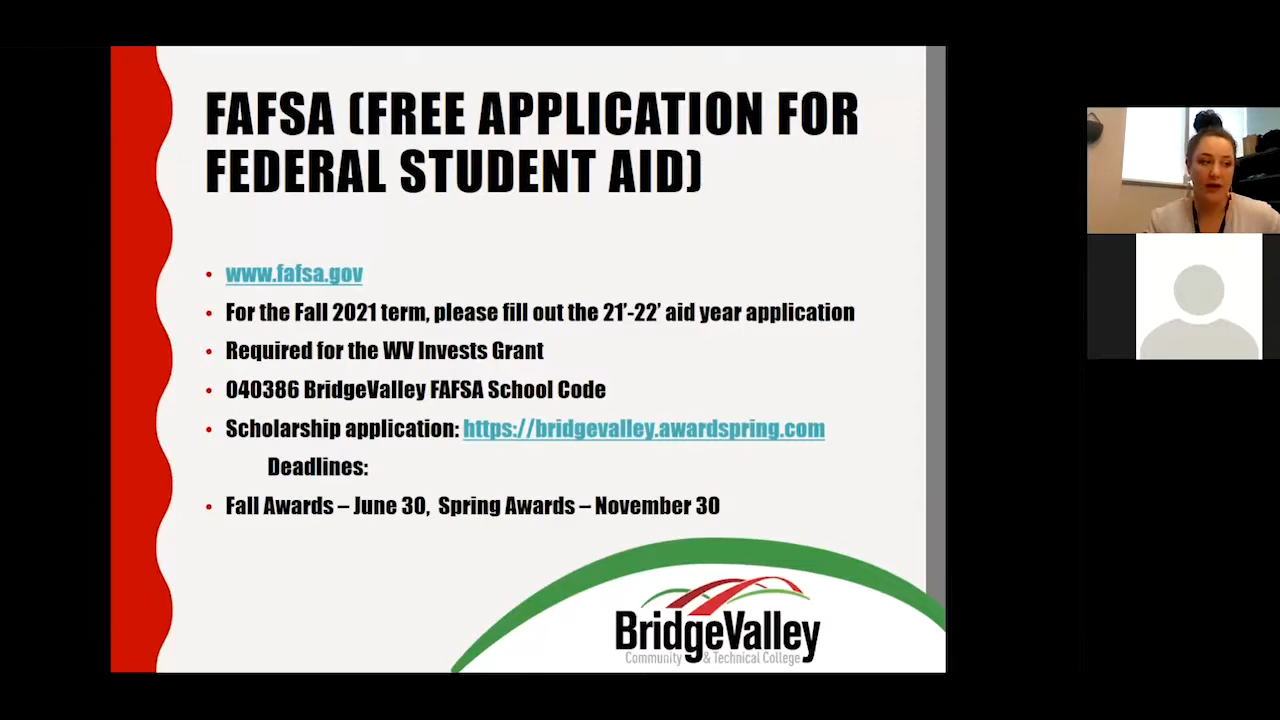 FAFSA (FREE APPLICATION FOR
FEDERAL STUDENT AID)
• www.fafsa.gov
• For the Fall 2021 term, please fill out the 21’-22’ aid year application
• Required for the WV Invests Grant
• 040386 BridgeValley FAFSA School Code
• Scholarship application: https://bridgevalley.awardspring.com
Deadlines:
• Fall Awards – June 30, Spring Awards – November 30
BridgeValley
Community & Technical College